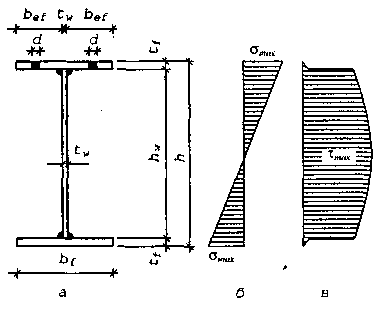 b_ef t_w b_ef
d d
t_f
t_w
h_w
h
t_f
b_f
σ_max
σ_max
τ_max
а б в